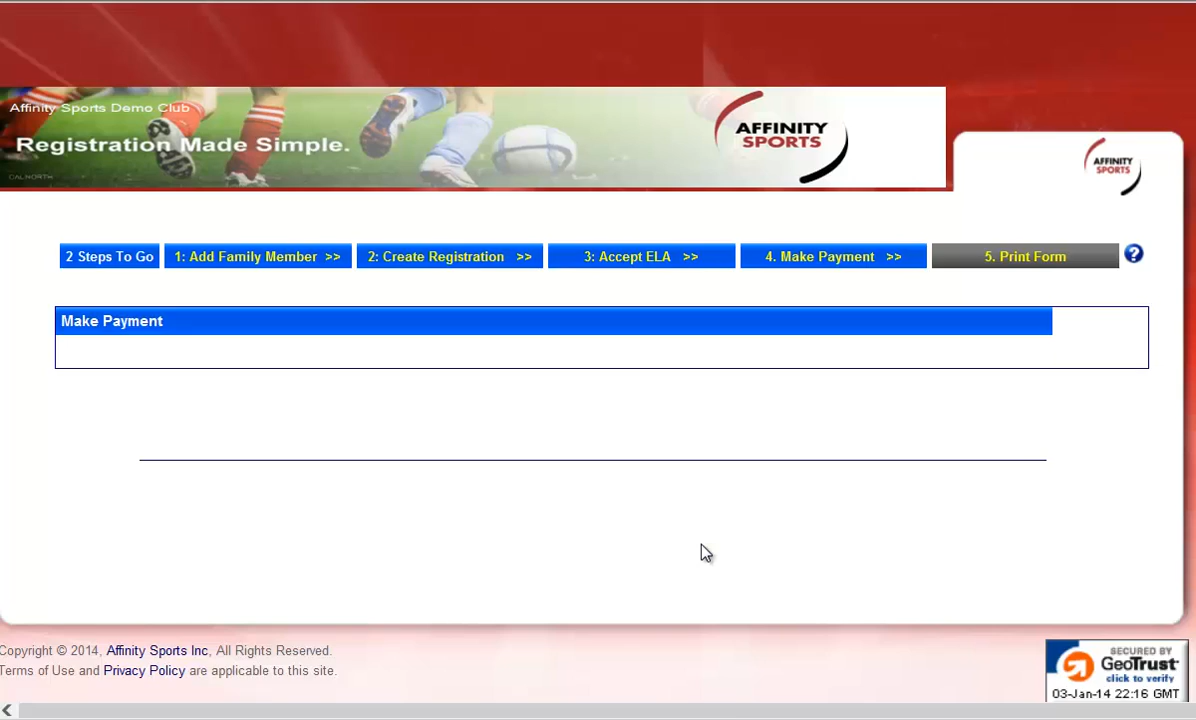 Affinity Sports Demo Club
Registration Made Simple.
CALNORTH
AFFINITY
SPORTS
AFFINITY
SPORTS
2 Steps To Go
1: Add Family Member >>
2: Create Registration >>
3: Accept ELA >>
4. Make Payment >>
5. Print Form
?
Make Payment
Copyright © 2014, Affinity Sports Inc, All Rights Reserved.
Terms of Use and Privacy Policy are applicable to this site.
SECURED BY
GeoTrust
click to verify
03-Jan-14 22:16 GMT